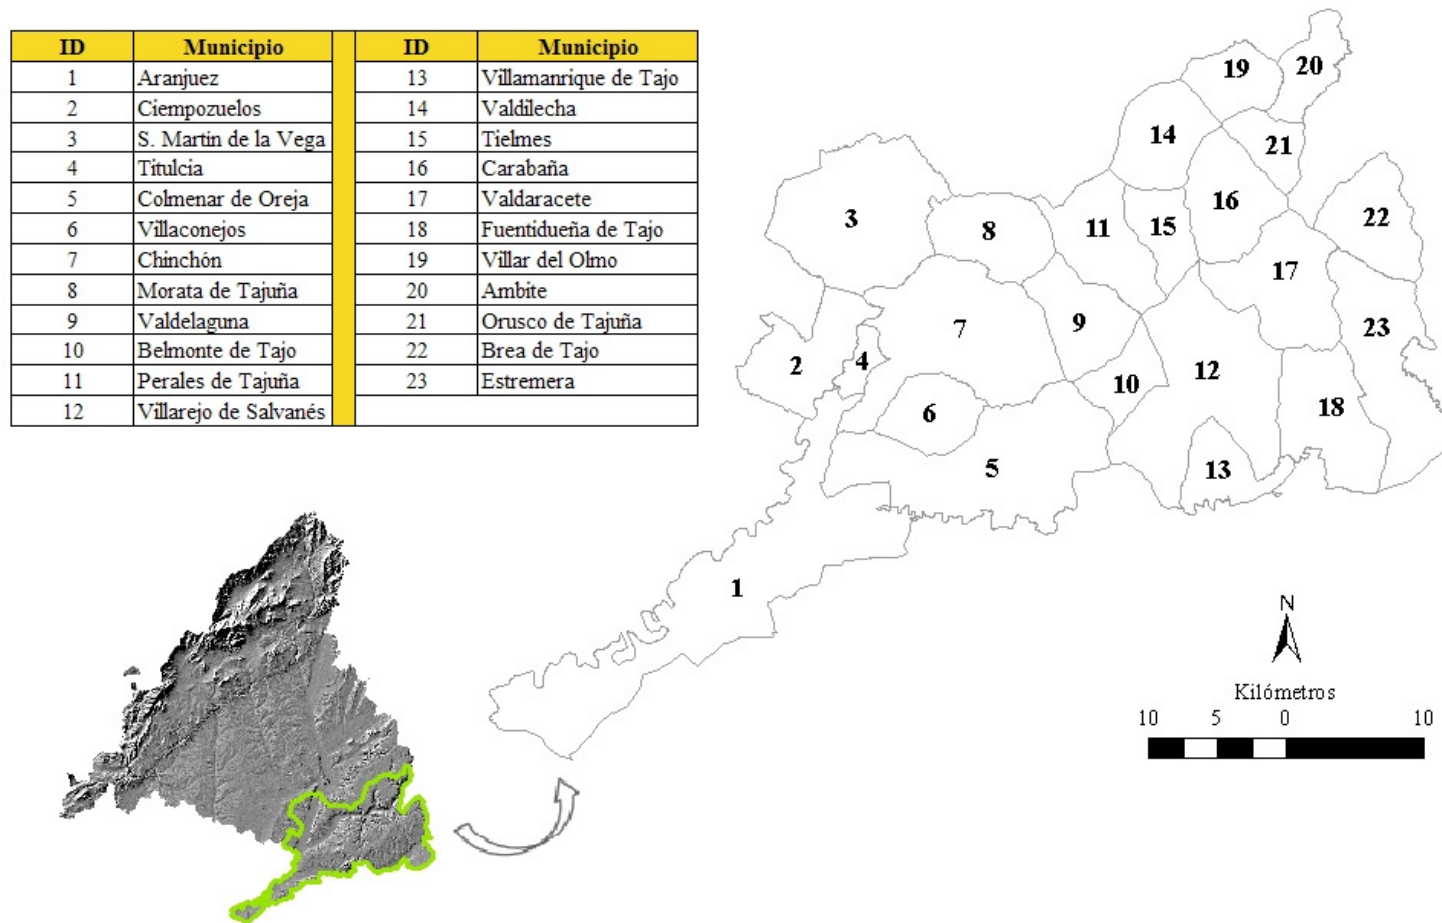 ID Municipio ID Municipio
1 Aranjuez 13 Villamanrique de Tajo
2 Ciempozuelos 14 Valdilecha
3 S. Martin de la Vega 15 Tielmes
4 Titulcia 16 Carabaña
5 Colmenar de Oreja 17 Valdaracete
6 Villaconejos 18 Fuentidueña de Tajo
7 Chinchón 19 Villar del Olmo
8 Morata de Tajuña 20 Ambite
9 Valdelaguna 21 Orusco de Tajuña
10 Belmonte de Tajo 22 Brea de Tajo
11 Perales de Tajuña 23 Estremera
12 Villarejo de Salvanés
19 20
14 21
3 8 11 15 16 22
17
7 9 23
2 4 10 12
6 18
5 13
1
N
Kilómetros
10 5 0 10